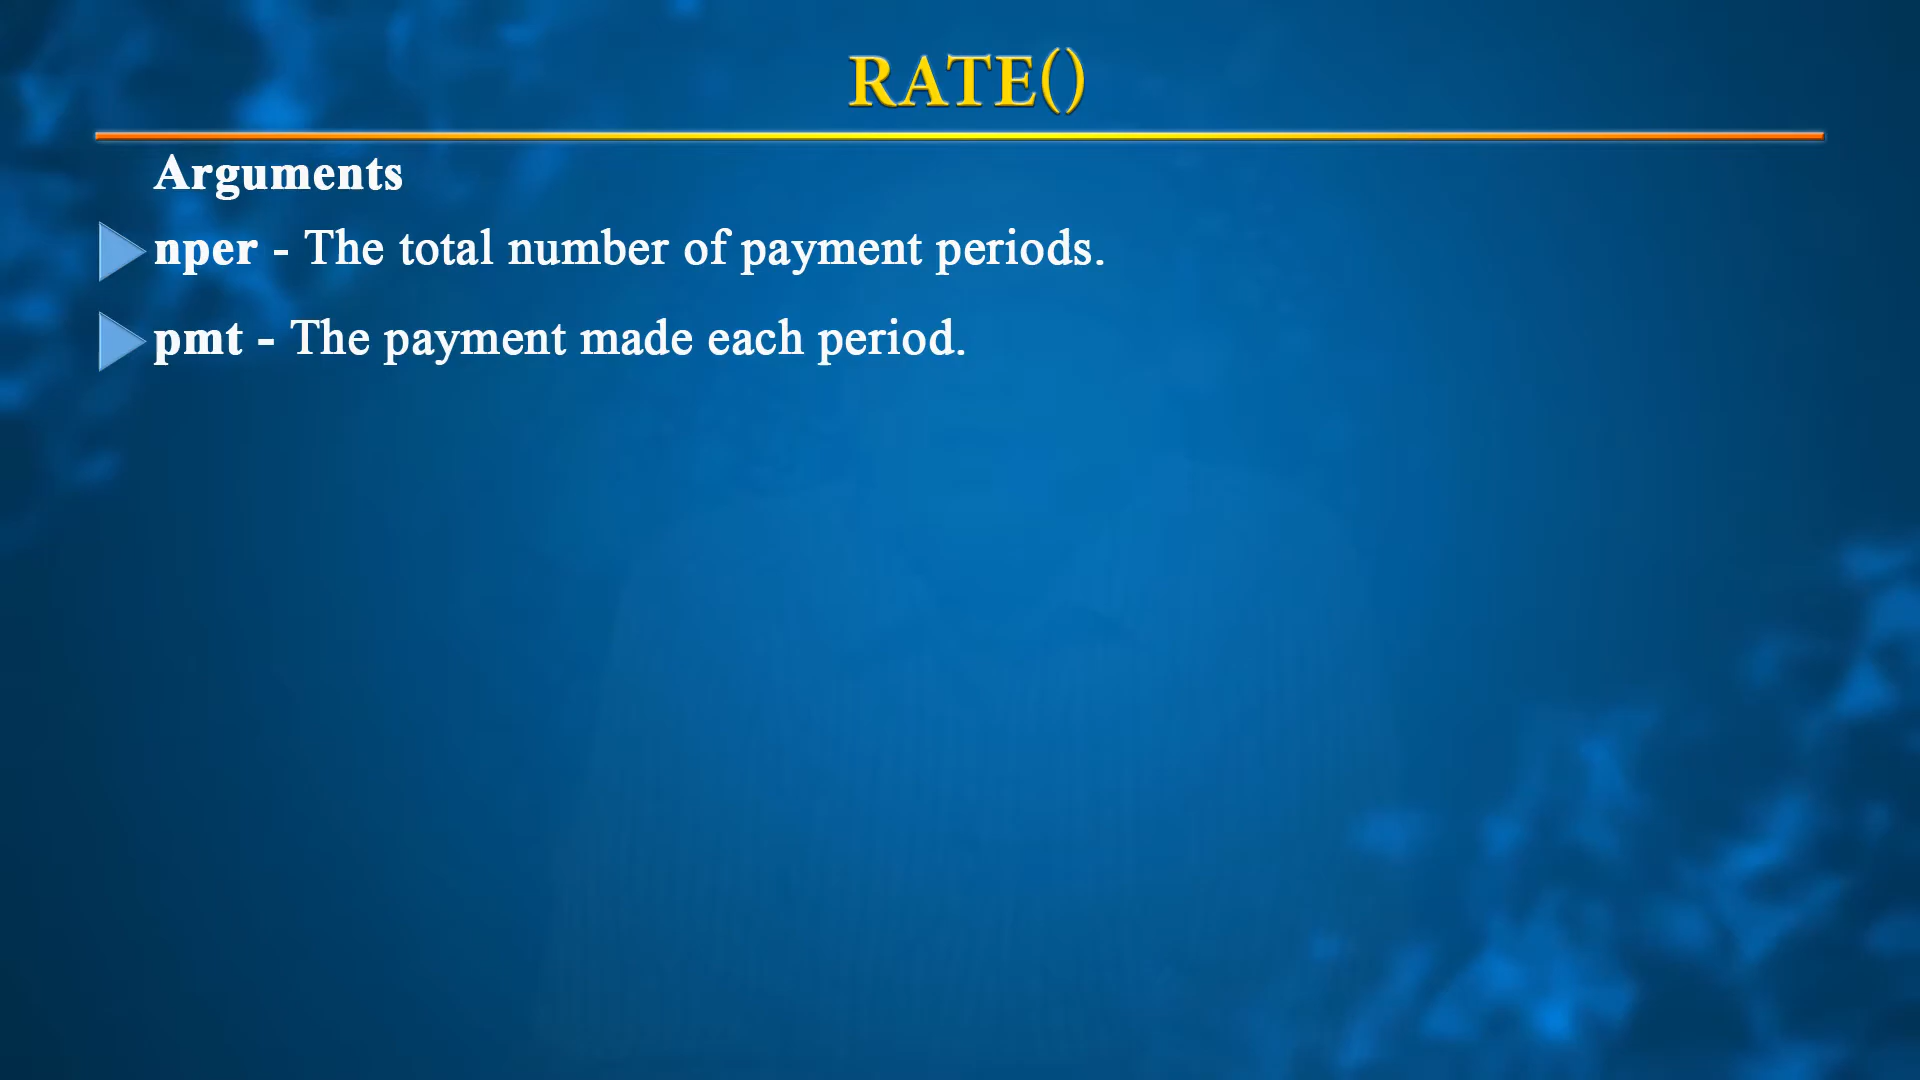 RATE()
Arguments
nper - The total number of payment periods.
pmt - The payment made each period.